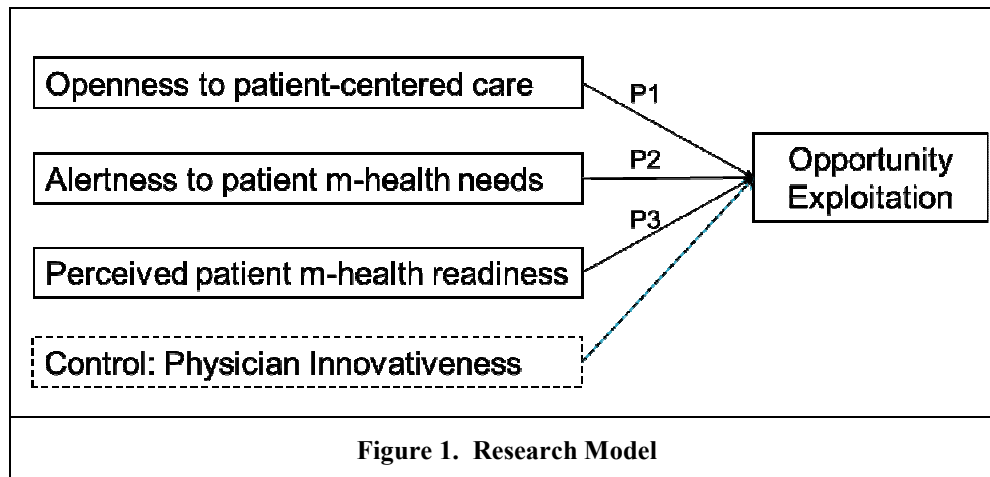 Openness to patient-centered care
P1
Alertness to patient m-health needs
P2
Perceived patient m-health readiness
P3
Control: Physician Innovativeness
Opportunity
Exploitation
Figure 1. Research Model